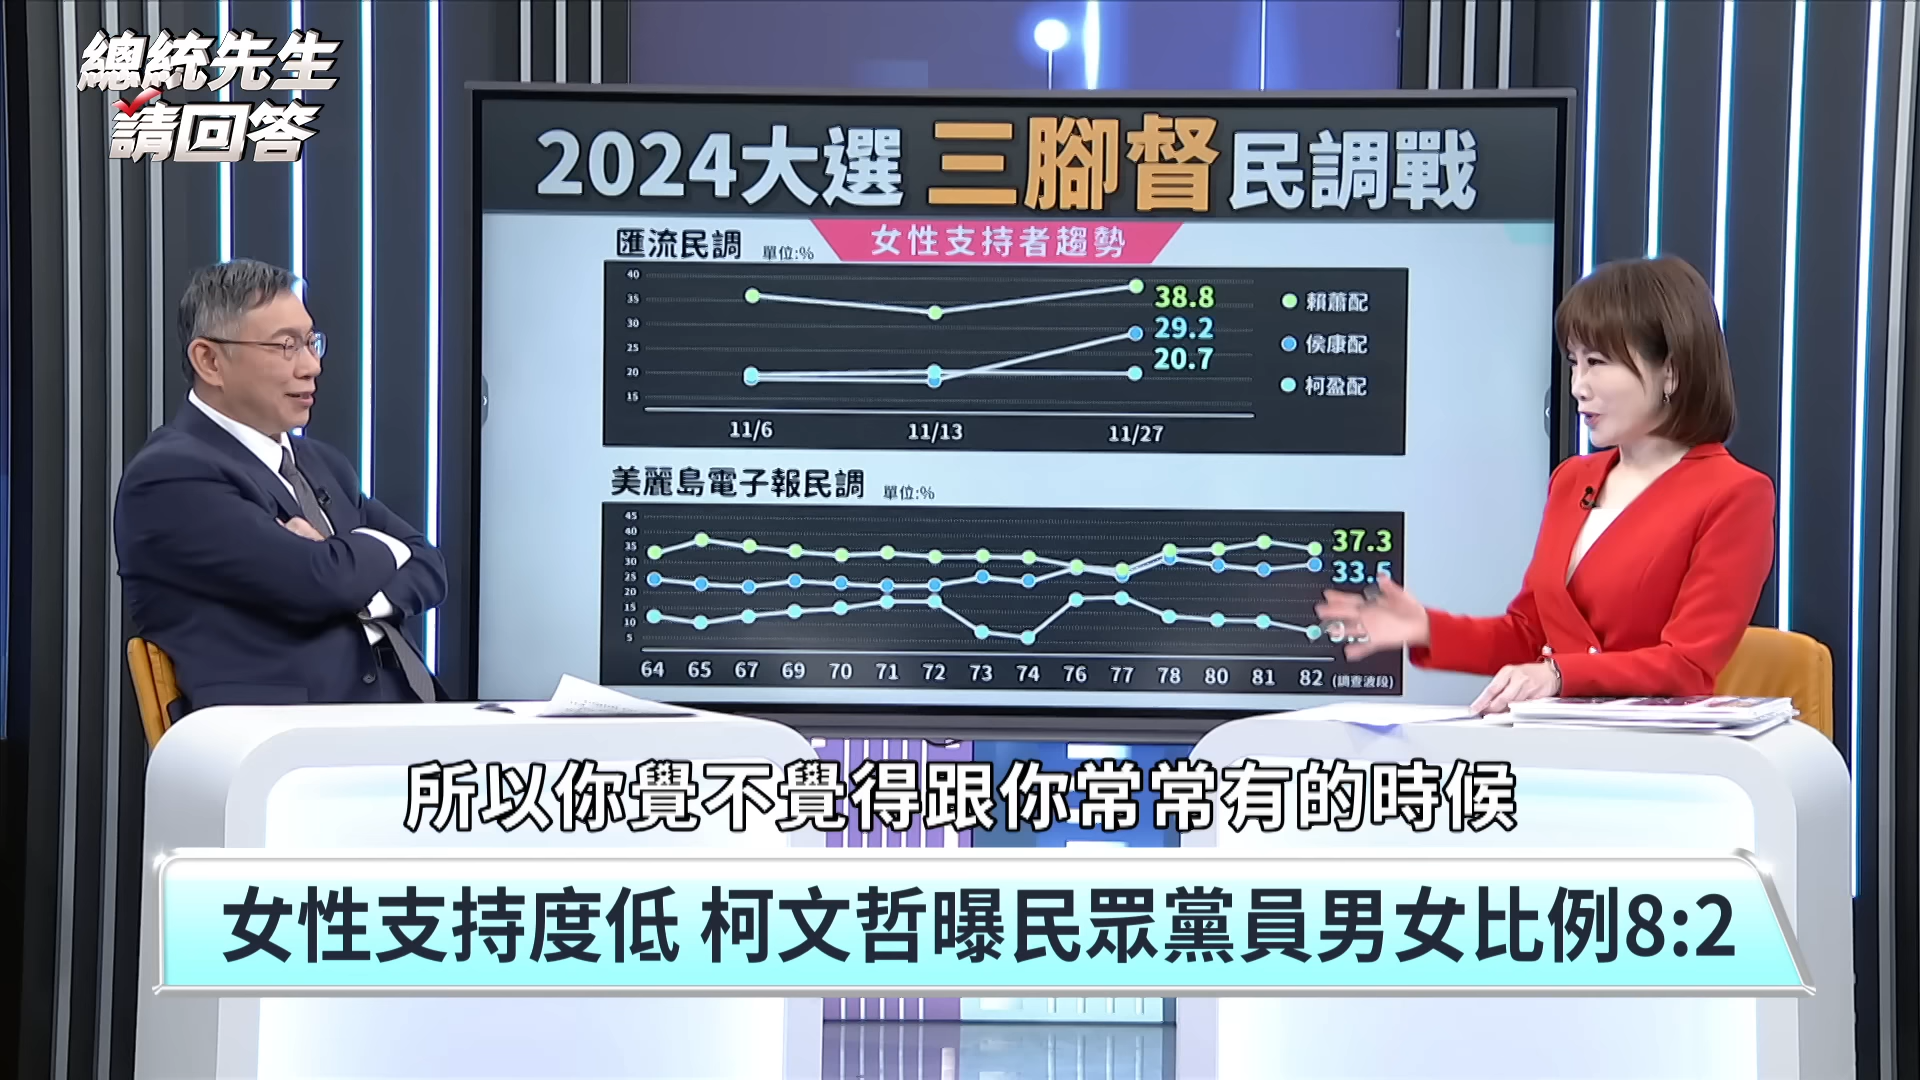 總統先生
請回答
2024大選 三腳督 民調戰
匯流民調 單位:% 女性支持者趨勢
40
35
30
25
20
15
38.8
29.2
20.7
賴蕭配
侯康配
柯盈配
11/6 11/13 11/27
美麗島電子報民調 單位:%
45
40
35
30
25
20
15
10
5
37.3
33.5
64 65 67 69 70 71 72 73 74 76 77 78 80 81 82 (調查波段)
所以你覺不覺得跟你常常有的時候
女性支持度低 柯文哲曝民眾黨員男女比例8:2